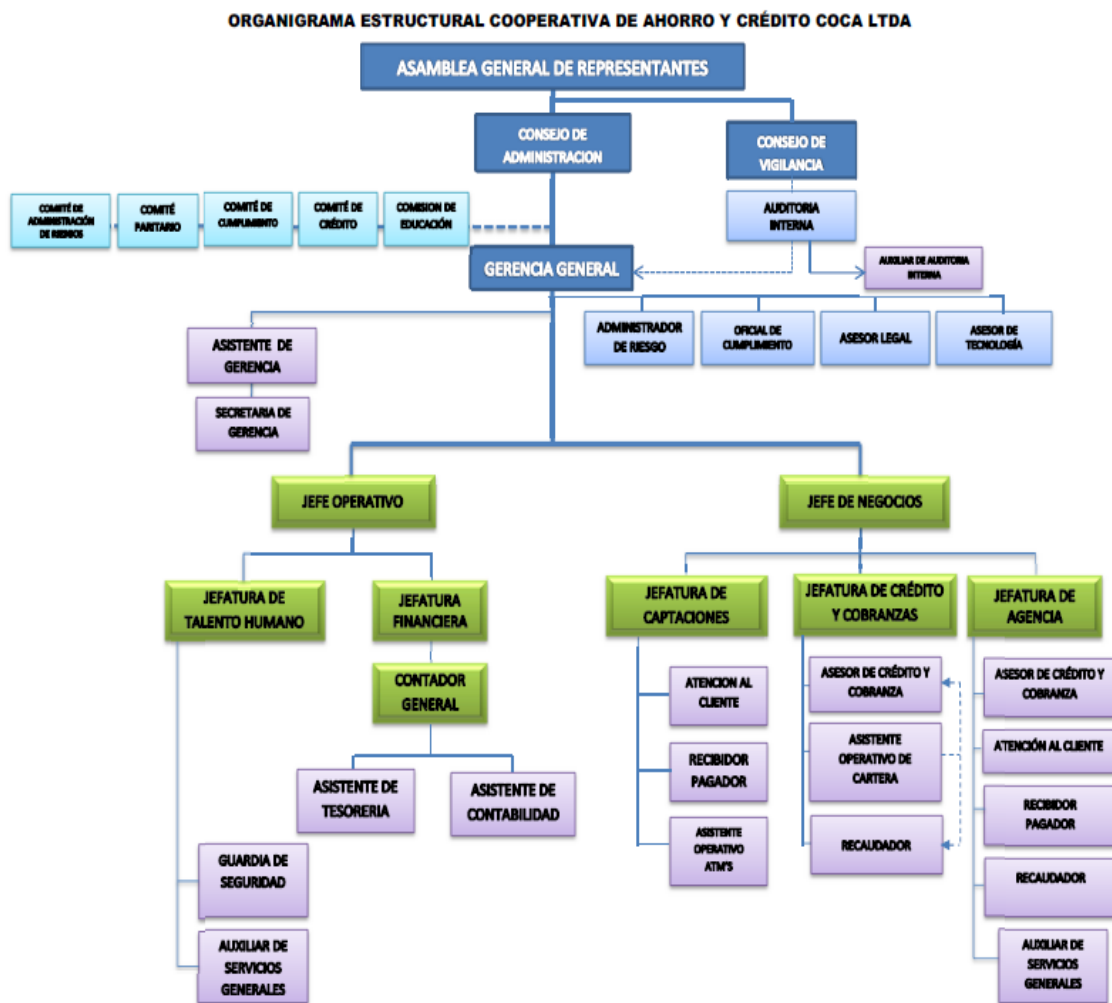 ORGANIGRAMA ESTRUCTURAL COOPERATIVA DE AHORRO Y CRÉDITO COCA LTDA
ASAMBLEA GENERAL DE REPRESENTANTES
CONSEJO DE
ADMINISTRACION
CONSEJO DE
VIGILANCIA
COMITÉ DE
ADMINISTRACIÓN
DE RIESGOS
COMITÉ
PARITARIO
COMITÉ DE
CUMPLIMIENTO
COMITÉ DE
CRÉDITO
COMISION DE
EDUCACIÓN
AUDITORIA
INTERNA
GERENCIA GENERAL
AUXILIAR DE AUDITORIA
INTERNA
ADMINISTRADOR
DE RIESGO
OFICIAL DE
CUMPLIMIENTO
ASESOR LEGAL
ASESOR DE
TECNOLOGÍA
ASISTENTE DE
GERENCIA
SECRETARIA DE
GERENCIA
JEFE OPERATIVO
JEFE DE NEGOCIOS
JEFATURA DE
TALENTO HUMANO
JEFATURA
FINANCIERA
JEFATURA DE
CAPTACIONES
JEFATURA DE CRÉDITO
Y COBRANZAS
JEFATURA DE
AGENCIA
CONTADOR
GENERAL
ASISTENTE DE
TESORERIA
ASISTENTE DE
CONTABILIDAD
GUARDIA DE
SEGURIDAD
AUXILIAR DE
SERVICIOS
GENERALES
ATENCION AL
CLIENTE
RECIBIDOR
PAGADOR
ASISTENTE
OPERATIVO
ATM'S
ASESOR DE CRÉDITO Y
COBRANZA
ASISTENTE
OPERATIVO DE
CARTERA
RECAUDADOR
ASESOR DE CRÉDITO Y
COBRANZA
ATENCIÓN AL CLIENTE
RECIBIDOR
PAGADOR
RECAUDADOR
AUXILIAR DE
SERVICIOS
GENERALES